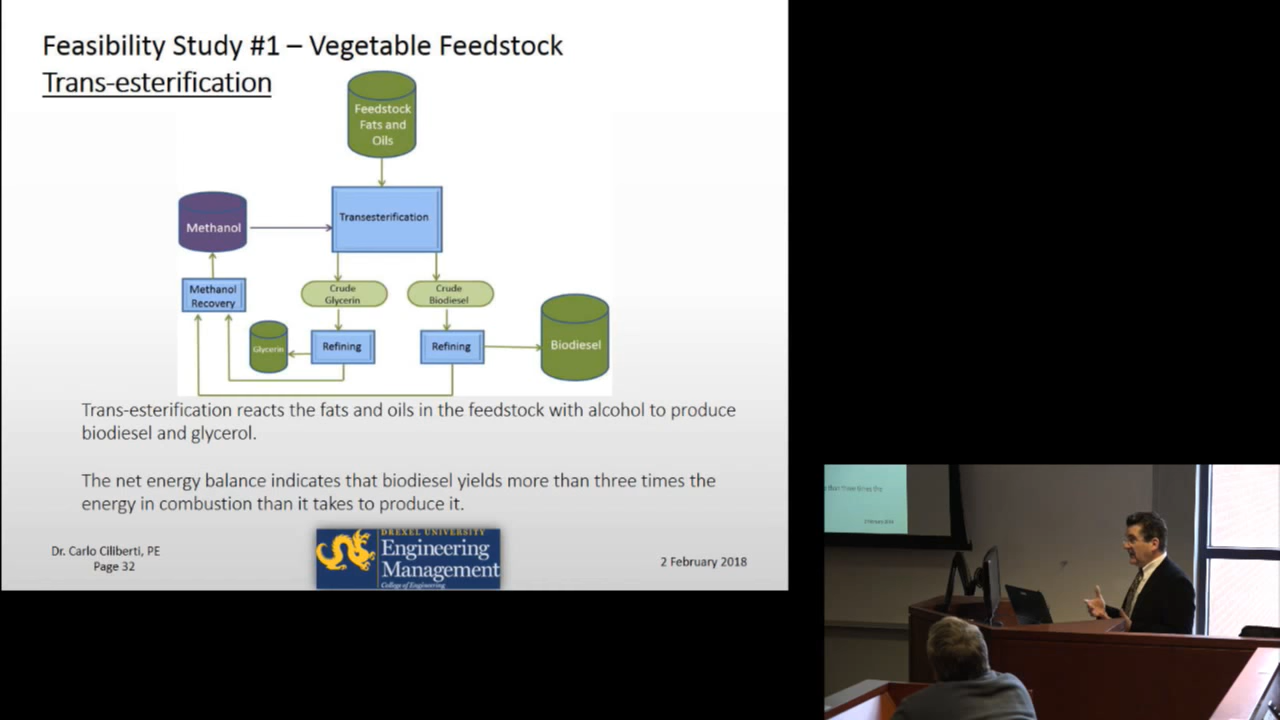 Feasibility Study #1 – Vegetable Feedstock
Trans-esterification
Feedstock
Fats and
Oils
Transesterification
Methanol
Methanol
Recovery
Crude
Glycerin
Crude
Biodiesel
Glycerin
Refining
Refining
Biodiesel
Trans-esterification reacts the fats and oils in the feedstock with alcohol to produce
biodiesel and glycerol.
The net energy balance indicates that biodiesel yields more than three times the
energy in combustion than it takes to produce it.
Dr. Carlo Ciliberti, PE
Page 32
DREXEL UNIVERSITY
Engineering
Management
College of Engineering
2 February 2018
than three times the